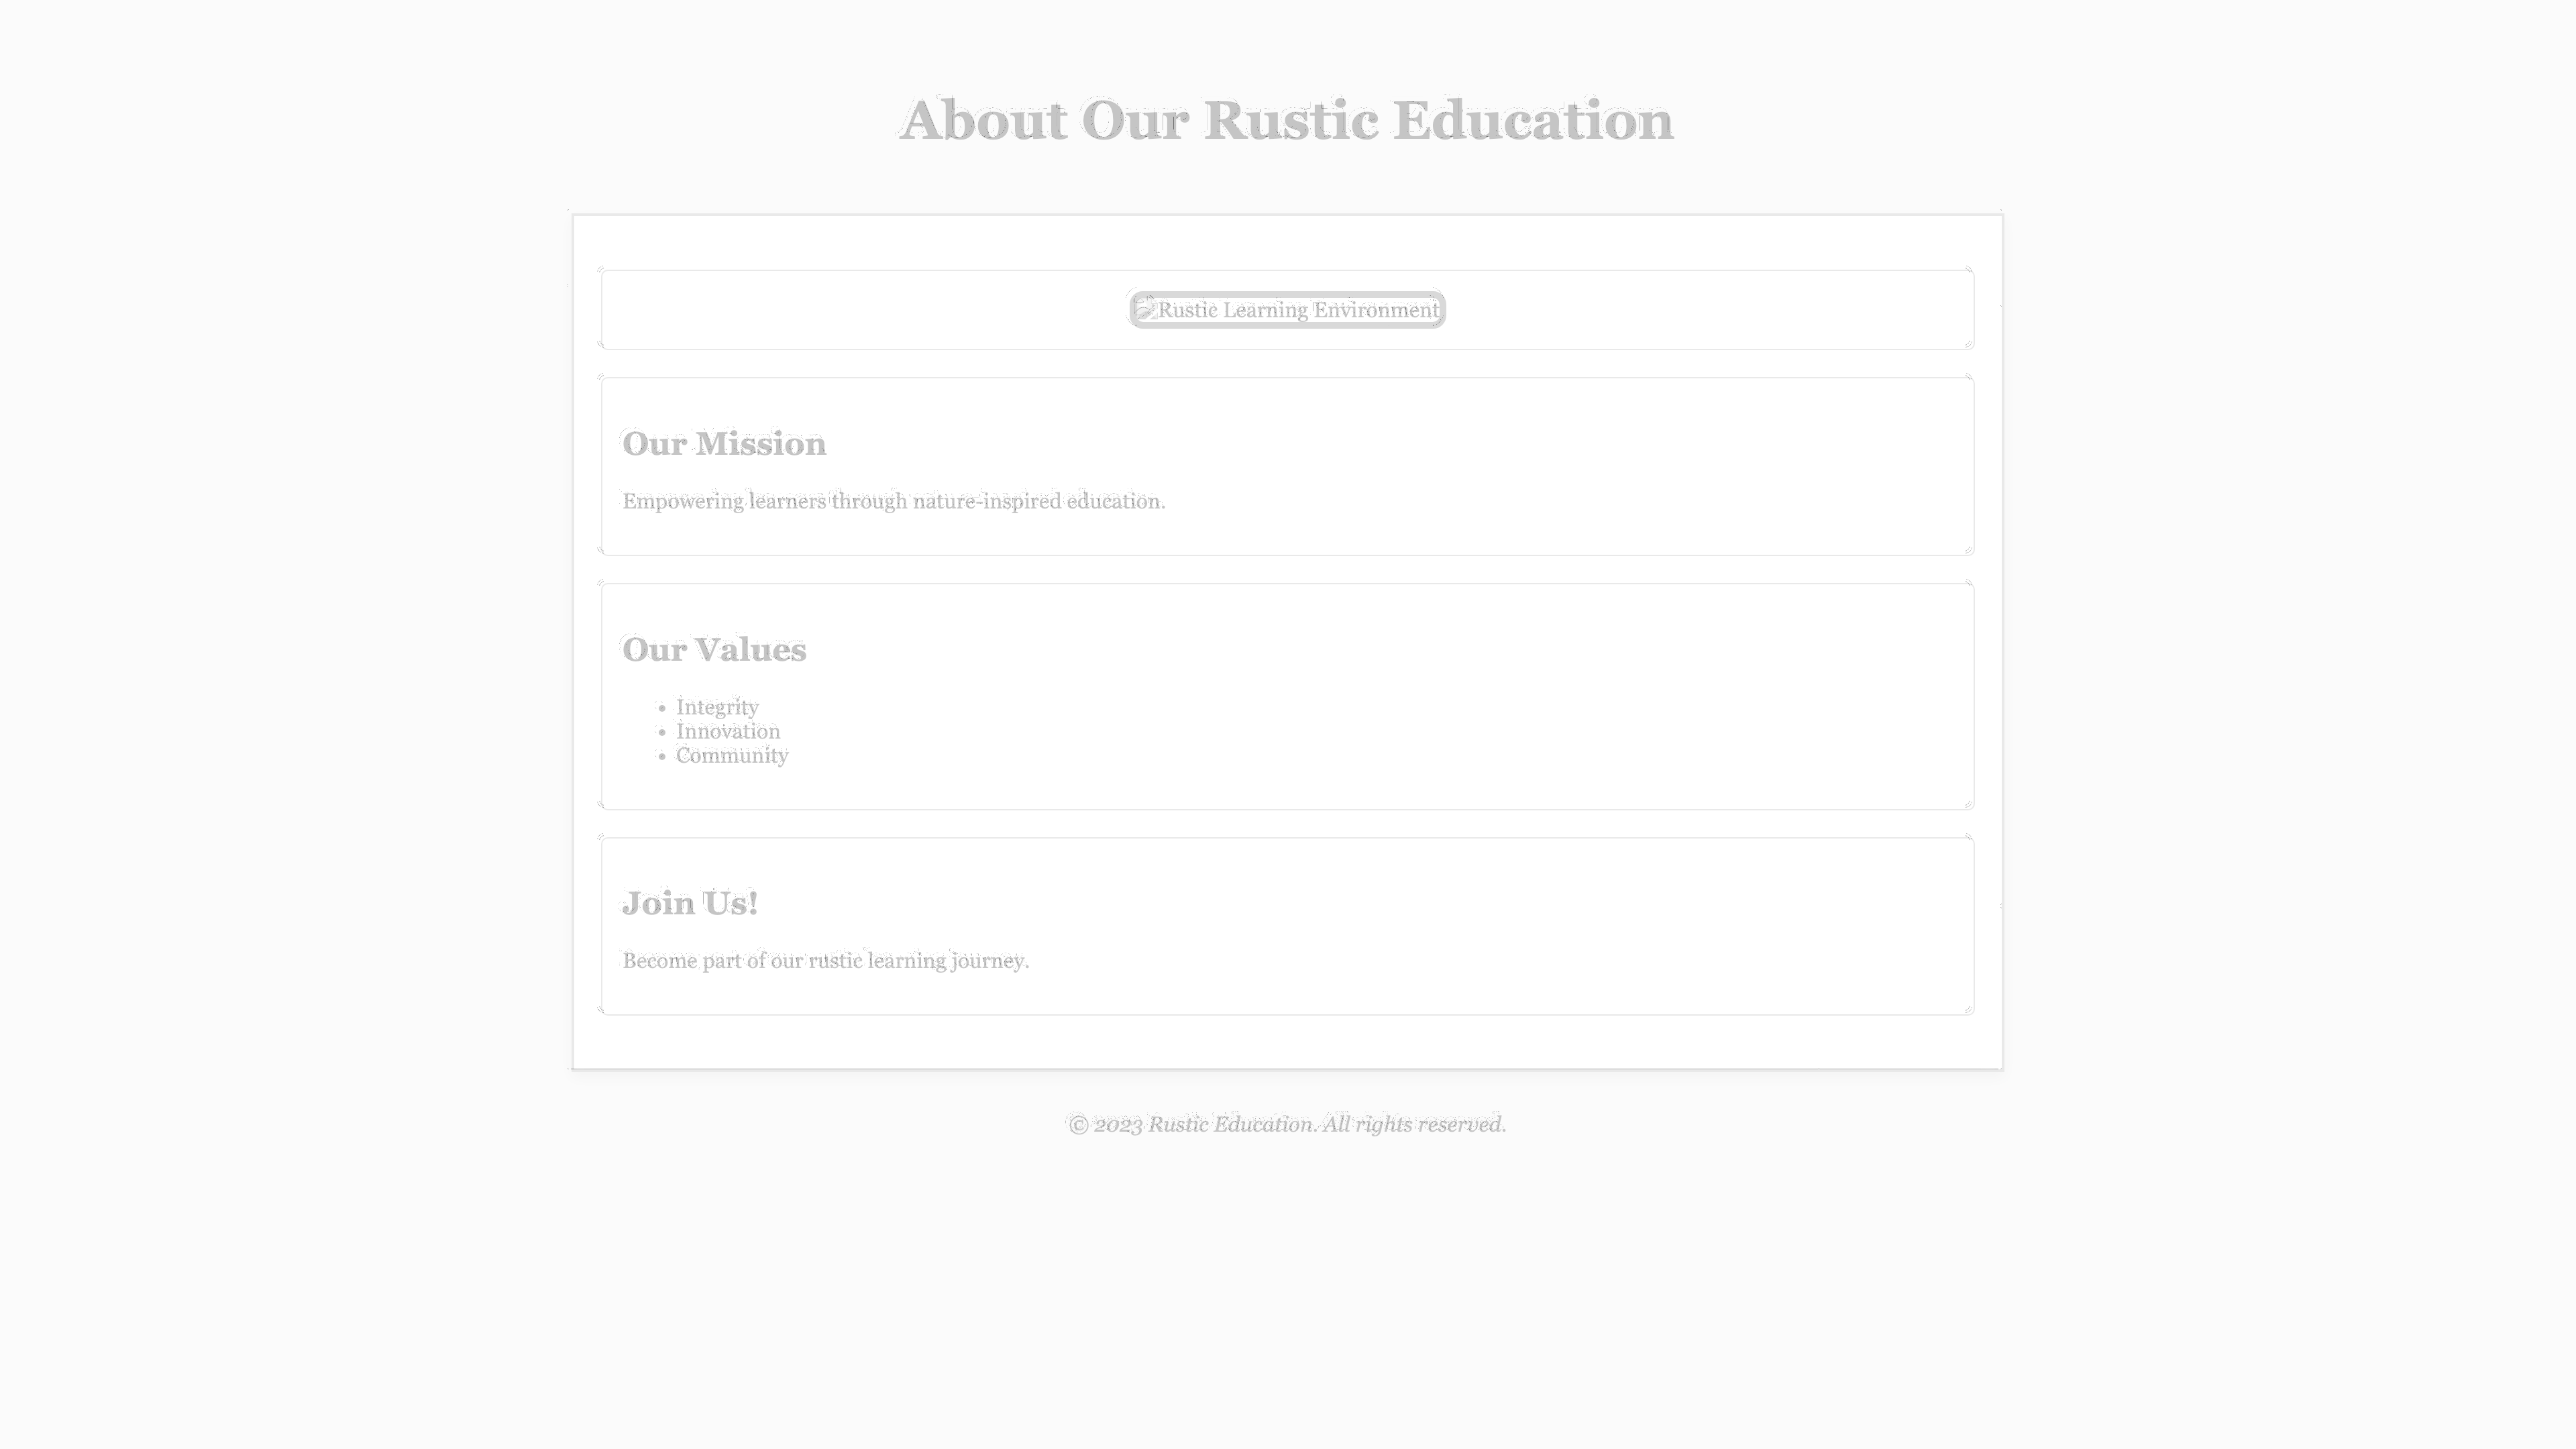 About Our Rustic Education
Rustic Learning Environment
Our Mission
Empowering learners through nature-inspired education.
Our Values
• Integrity
• Innovation
• Community
Join Us!
Become part of our rustic learning journey.
© 2023 Rustic Education. All rights reserved.